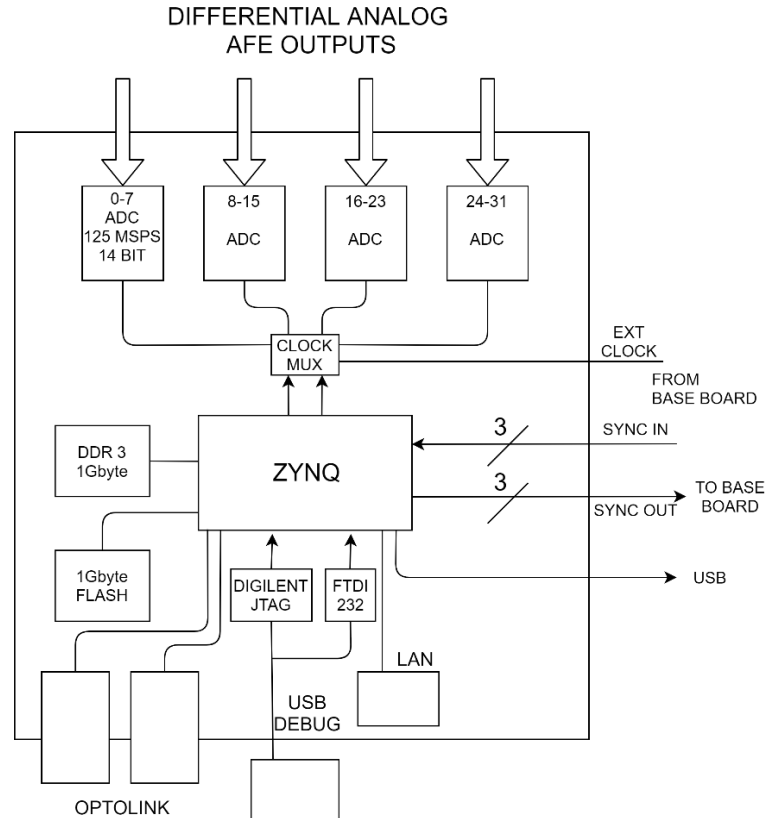 DIFFERENTIAL ANALOG
AFE OUTPUTS
0-7
ADC
125 MSPS
14 BIT
8-15
ADC
16-23
ADC
24-31
ADC
CLOCK
MUX
EXT
CLOCK
FROM
BASE BOARD
DDR 3
1Gbyte
ZYNQ
3
SYNC IN
3
SYNC OUT
TO BASE
BOARD
1Gbyte
FLASH
DIGILENT
JTAG
FTDI
232
USB
LAN
USB
DEBUG
OPTOLINK